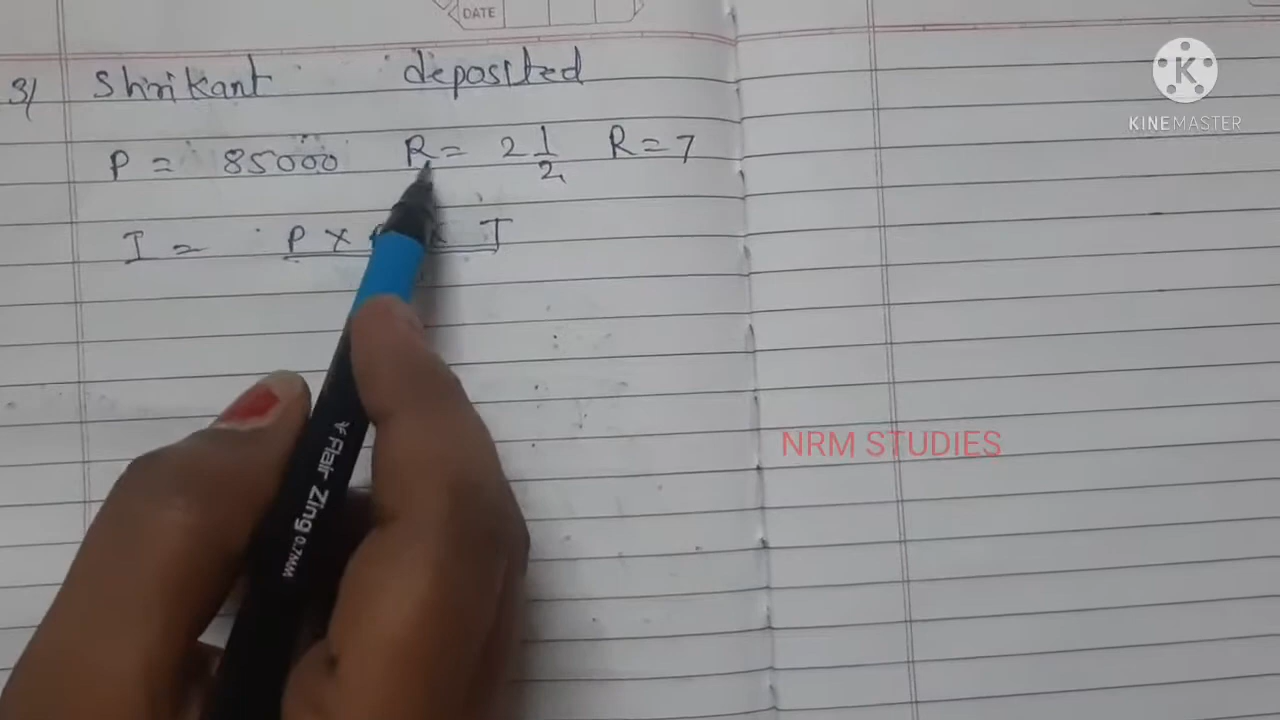 DATE
3/ Shrikant deposited
P = 85000 R = 2 1/2 R = 7
I = P X X T
KINEMASTER
NRM STUDIES
Flair Zing 0.7MM